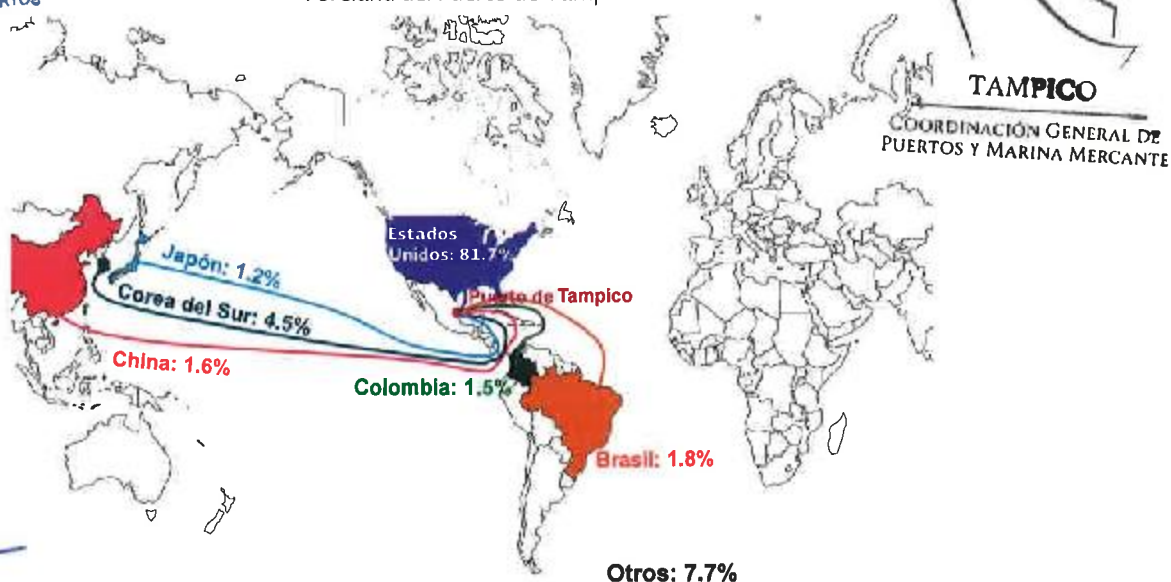 TAMPICO
COORDINACIÓN GENERAL DE
PUERTOS Y MARINA MERCANTE
Estados
Unidos: 81.7%
Japón: 1.2%
Puerto de Tampico
Corea del Sur: 4.5%
China: 1.6%
Colombia: 1.5%
Brasil: 1.8%
Otros: 7.7%